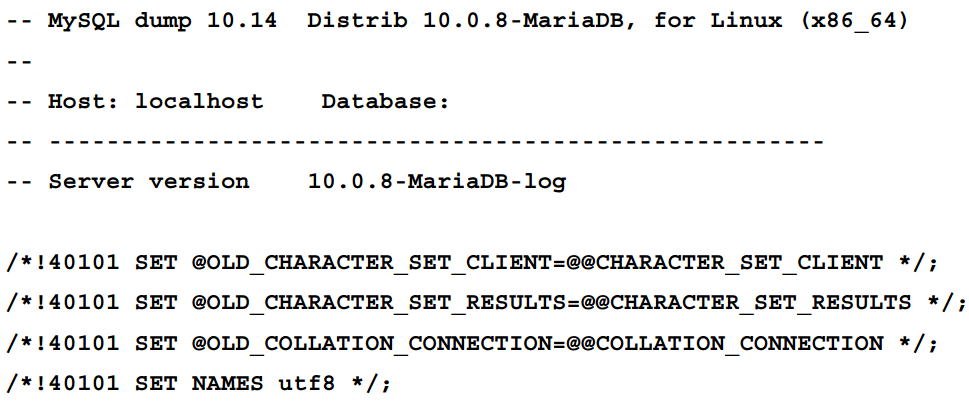 -- MySQL dump 10.14  Distrib 10.0.8-MariaDB, for Linux (x86_64)
--
-- Host: localhost    Database:
-- ------------------------------------------------------
-- Server version    10.0.8-MariaDB-log

/*!40101 SET @OLD_CHARACTER_SET_CLIENT=@@CHARACTER_SET_CLIENT */;
/*!40101 SET @OLD_CHARACTER_SET_RESULTS=@@CHARACTER_SET_RESULTS */;
/*!40101 SET @OLD_COLLATION_CONNECTION=@@COLLATION_CONNECTION */;
/*!40101 SET NAMES utf8 */;